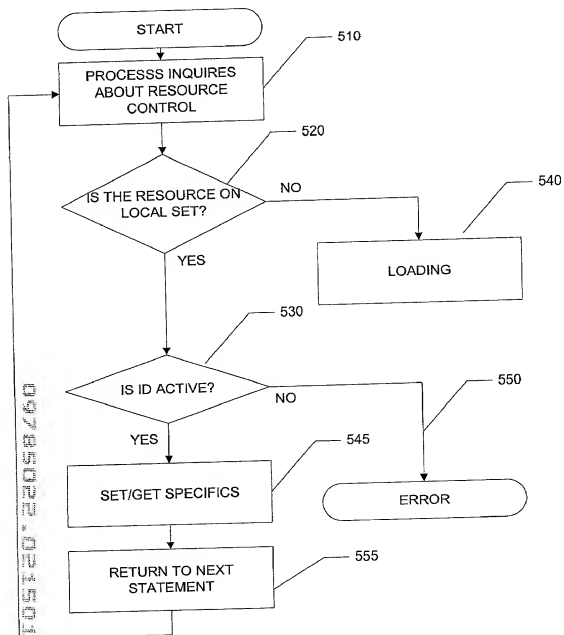 START
510
PROCESSS INQUIRES
ABOUT RESOURCE
CONTROL
520
IS THE RESOURCE ON
LOCAL SET?
NO
540
YES
LOADING
530
IS ID ACTIVE?
NO
550
YES
545
SET/GET SPECIFICS
ERROR
555
RETURN TO NEXT
STATEMENT